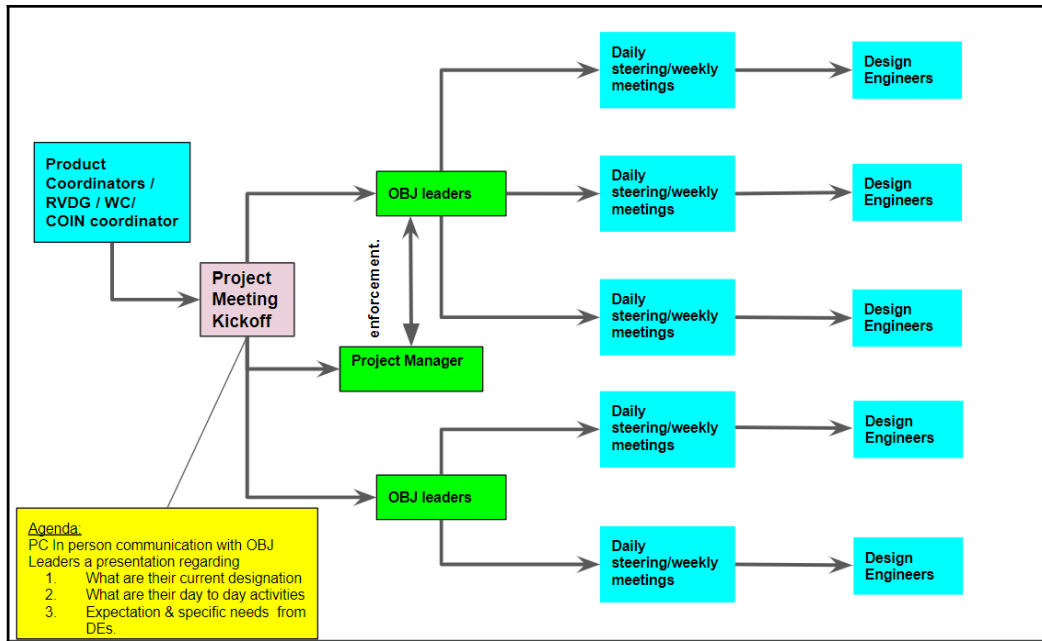 Product
Coordinators /
RVDG / WC/
COIN coordinator
Project
Meeting
Kickoff
OBJ leaders
enforcement.
Project Manager
OBJ leaders
Daily
steering/weekly
meetings
Design
Engineers
Daily
steering/weekly
meetings
Design
Engineers
Daily
steering/weekly
meetings
Design
Engineers
Daily
steering/weekly
meetings
Design
Engineers
Daily
steering/weekly
meetings
Design
Engineers
Agenda:
PC In person communication with OBJ
Leaders a presentation regarding
1. What are their current designation
2. What are their day to day activities
3. Expectation & specific needs from
DEs.